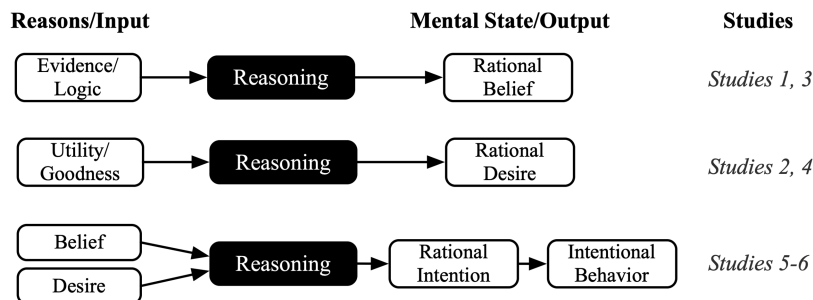 Reasons/Input
Mental State/Output
Studies
Evidence/
Logic
Reasoning
Rational
Belief
Studies 1, 3
Utility/
Goodness
Reasoning
Rational
Desire
Studies 2, 4
Belief
Desire
Reasoning
Rational
Intention
Intentional
Behavior
Studies 5-6